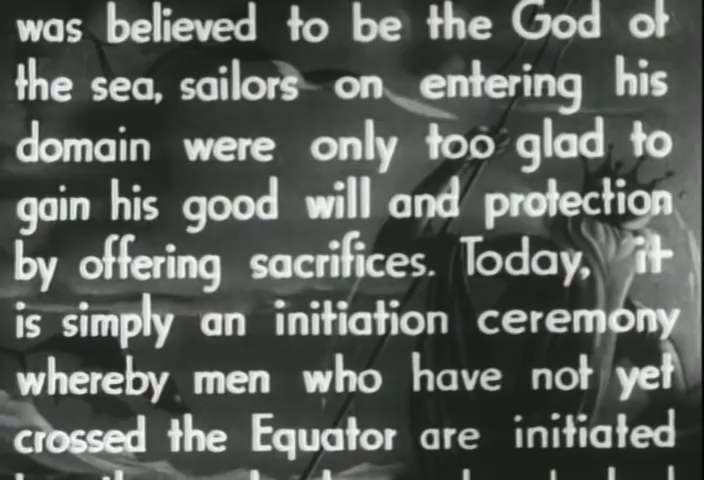 was believed to be the God of
the sea, sailors on entering his
domain were only too glad to
gain his good will and protection
by offering sacrifices. Today, it
is simply an initiation ceremony
whereby men who have not yet
crossed the Equator are initiated